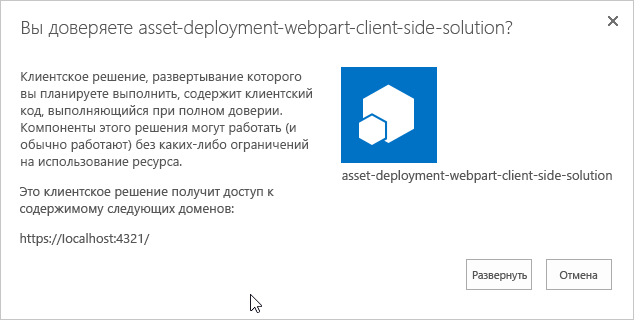 Вы доверяете asset-deployment-webpart-client-side-solution?
Клиентское решение, развертывание которого
вы планируете выполнить, содержит клиентский
код, выполняющийся при полном доверии.
Компоненты этого решения могут работать (и
обычно работают) без каких-либо ограничений
на использование ресурса.
asset-deployment-webpart-client-side-solution
Это клиентское решение получит доступ к
содержимому следующих доменов:
https://localhost:4321/
Развернуть
Отмена